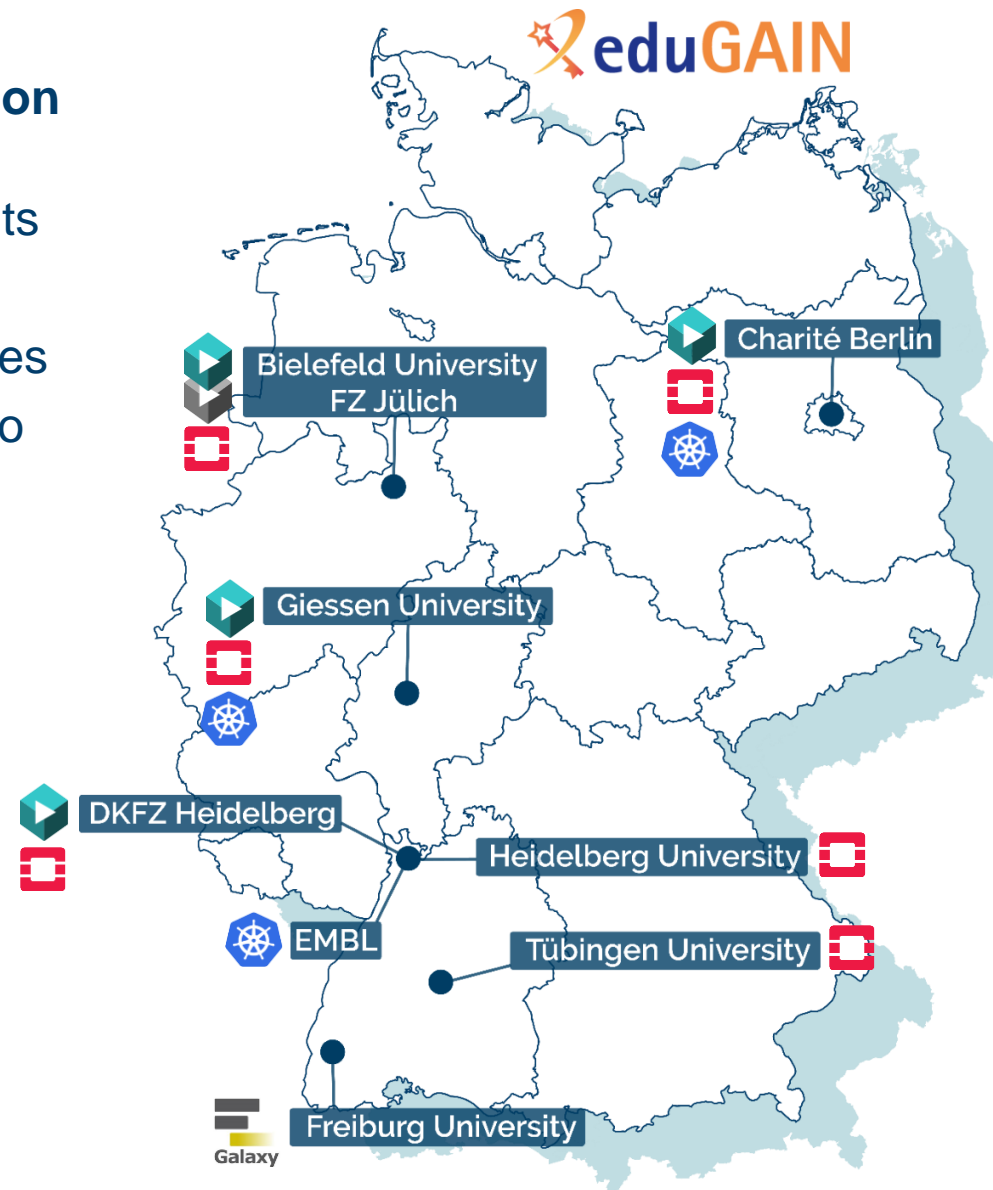 eduGAIN
on
ts
es
o
Charité Berlin
Bielefeld University
FZ Jülich
Giessen University
DKFZ Heidelberg
Heidelberg University
EMBL
Tübingen University
Freiburg University
Galaxy